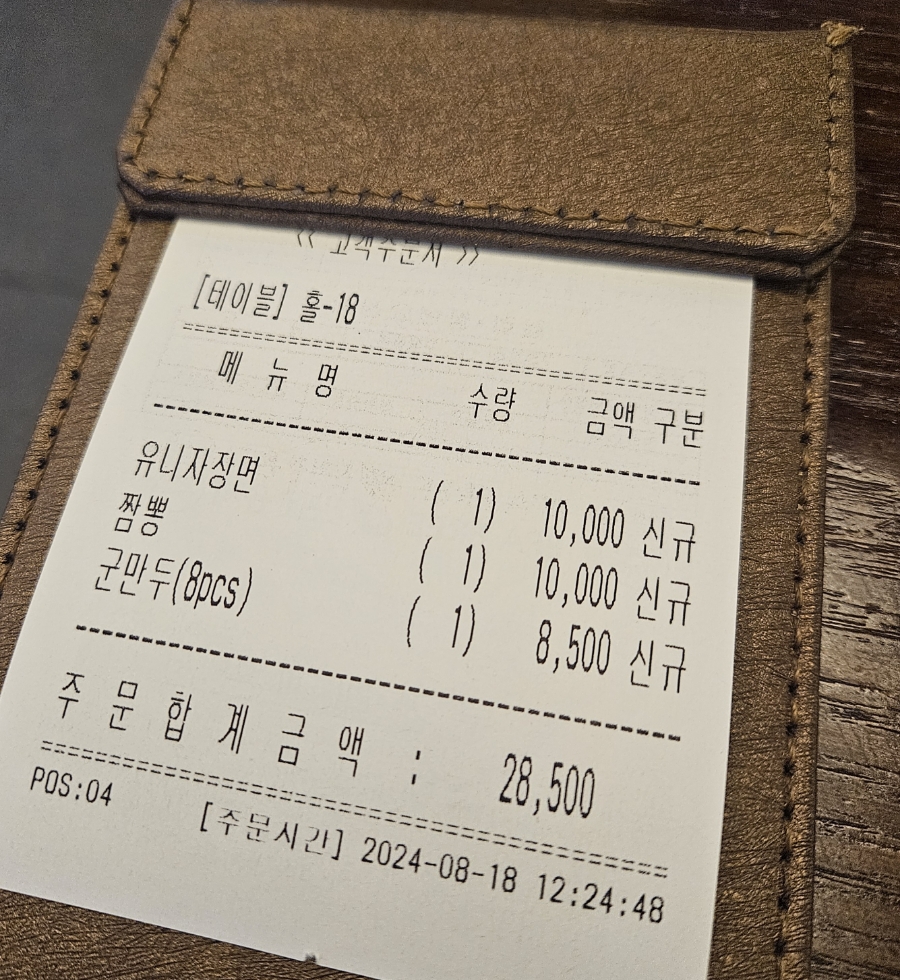 << 고객주문서 >>
[테이블] 홀-18
메 뉴 명 수량 금액 구분
유니자장면 ( 1) 10,000 신규
짬뽕 ( 1) 10,000 신규
군만두(8pcs) ( 1) 8,500 신규
주 문 합 계 금 액 : 28,500
POS:04
[주문시간] 2024-08-18 12:24:48